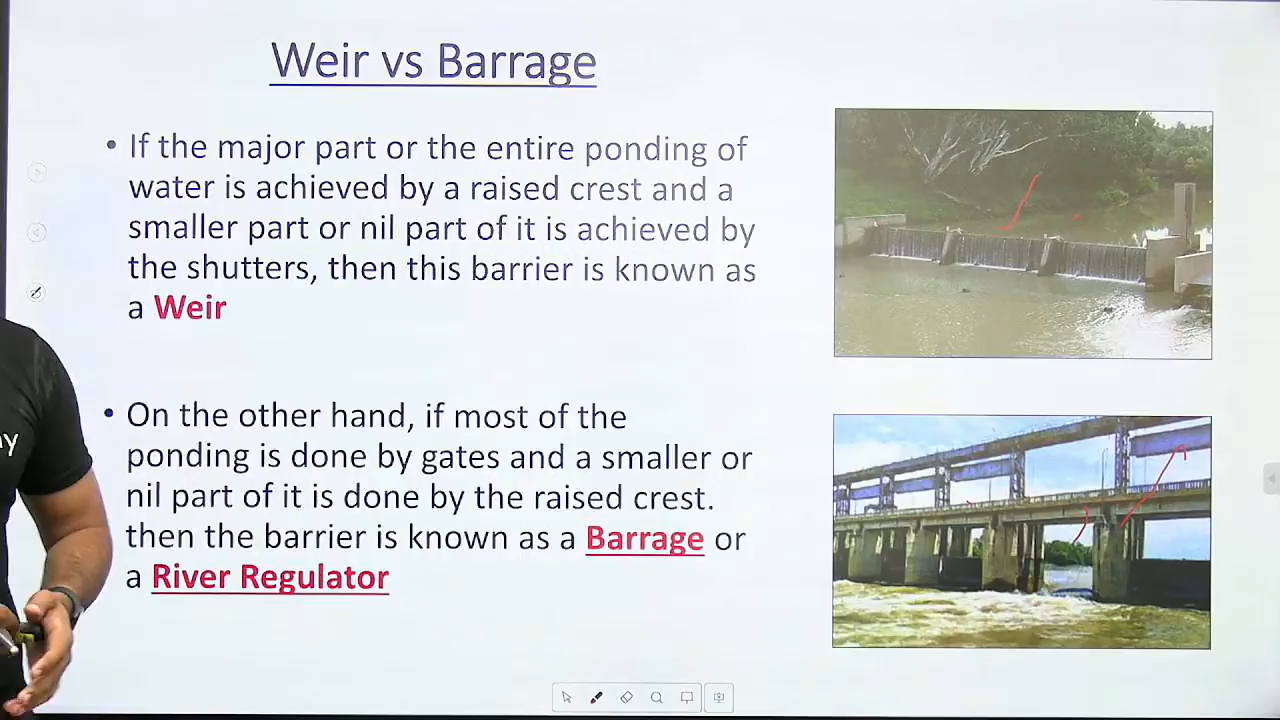 Weir vs Barrage
• If the major part or the entire ponding of
water is achieved by a raised crest and a
smaller part or nil part of it is achieved by
the shutters, then this barrier is known as
a Weir
• On the other hand, if most of the
ponding is done by gates and a smaller or
nil part of it is done by the raised crest.
then the barrier is known as a Barrage or
a River Regulator